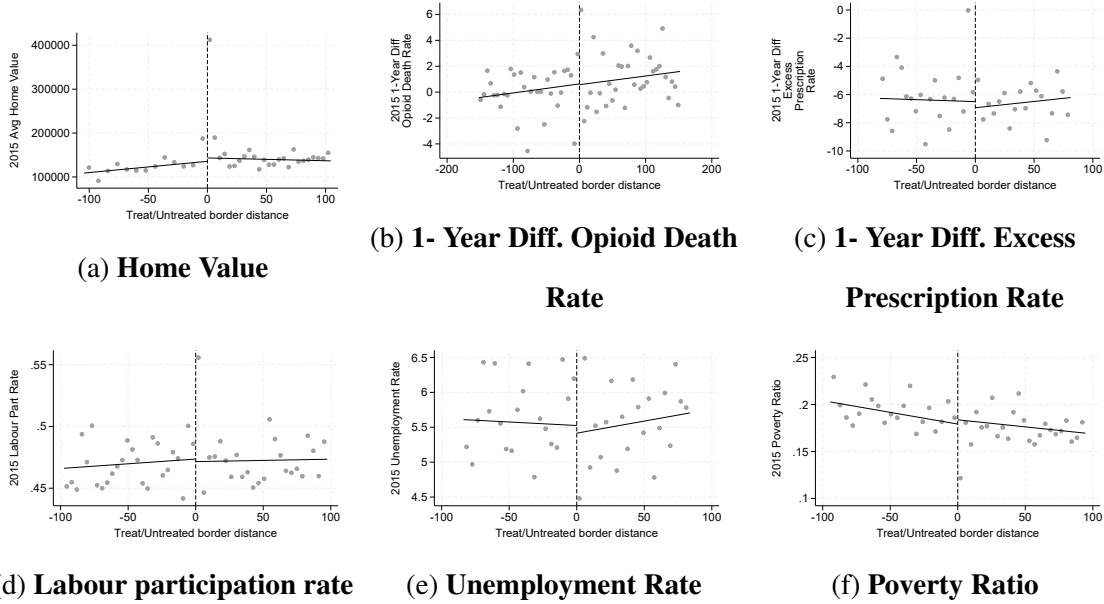 2015 Avg Home Value
400000
300000
200000
100000
-100
-50
0
50
100
Treat/Untreated border distance
(a) Home Value
2015 1-Year Diff
Opioid Death Rate
6
4
2
0
-2
-4
-200
-100
0
100
200
Treat/Untreated border distance
(b) 1- Year Diff. Opioid Death
Rate
2015 1-Year Diff
Excess
Prescription
Rate
0
-2
-4
-6
-8
-10
-100
-50
0
50
100
Treat/Untreated border distance
(c) 1- Year Diff. Excess
Prescription Rate
2015 Labour Part Rate
.55
.5
.45
-100
-50
0
50
100
Treat/Untreated border distance
d) Labour participation rate
2015 Unemployment Rate
6.5
6
5.5
5
4.5
-100
-50
0
50
100
Treat/Untreated border distance
(e) Unemployment Rate
2015 Poverty Ratio
.25
.2
.15
.1
-100
-50
0
50
100
Treat/Untreated border distance
(f) Poverty Ratio